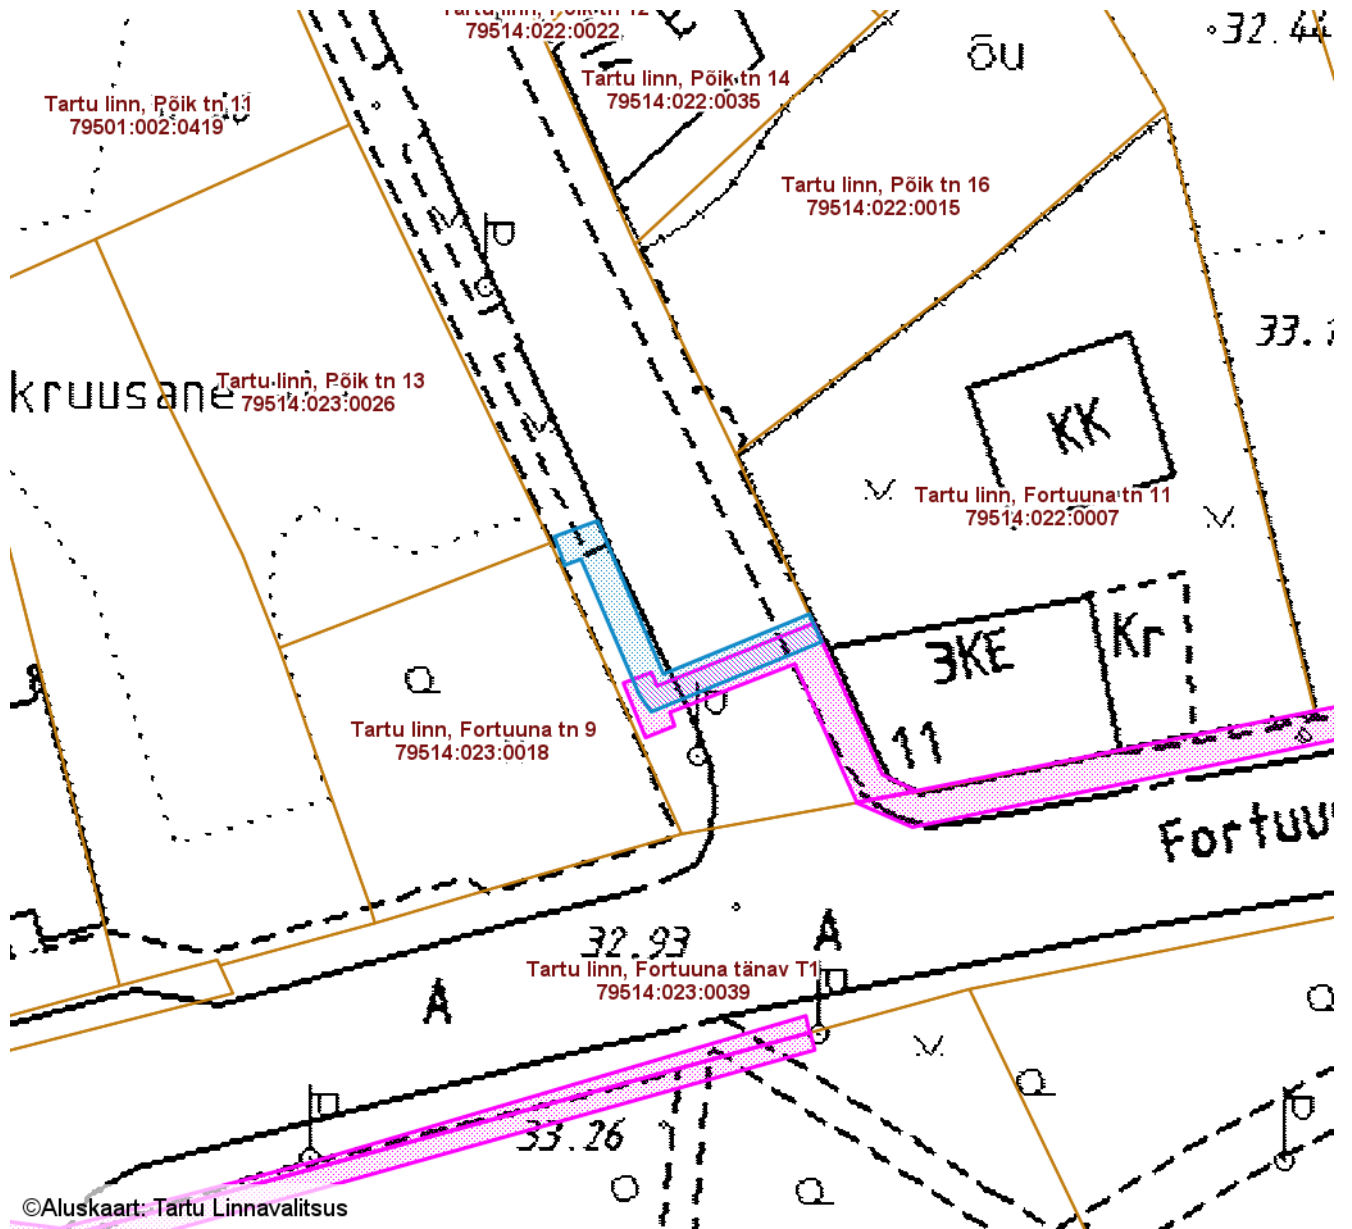 79514:022:0022
Tartu linn, Põik tn 14
79514:022:0035
õu
32.44
Tartu linn, Põik tn 11
79501:002:0419
Tartu linn, Põik tn 16
79514:022:0015
33.
kruusane
Tartu linn, Põik tn 13
79514:023:0026
KK
Tartu linn, Fortuuna tn 11
79514:022:0007
3KE
Kr
11
Tartu linn, Fortuuna tn 9
79514:023:0018
Fortuu
32.93
A
Tartu linn, Fortuuna tänav T1
79514:023:0039
A
33.26
©Aluskaart: Tartu Linnavalitsus